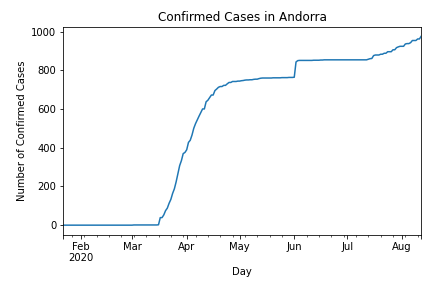 Confirmed Cases in Andorra
Number of Confirmed Cases
1000
800
600
400
200
0
Feb Mar Apr May Jun Jul Aug
2020
Day